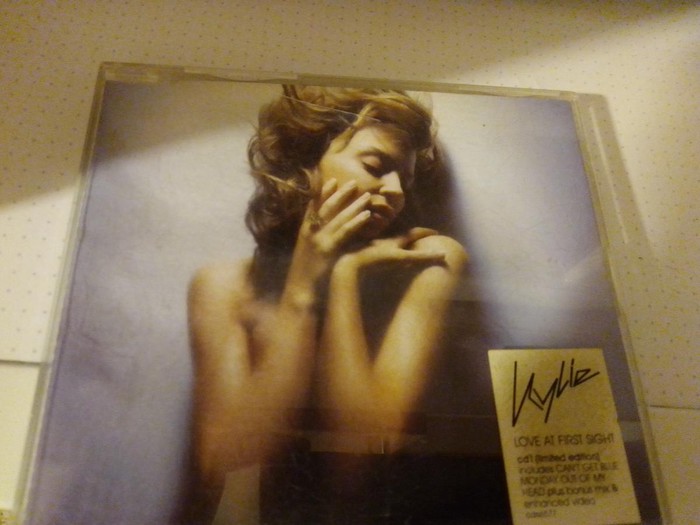 Kylie
LOVE AT FIRST SIGHT
cd1 (limited edition)
includes CAN'T GET BLUE
MONDAY OUT OF MY
HEAD plus bonus mix &
enhanced video